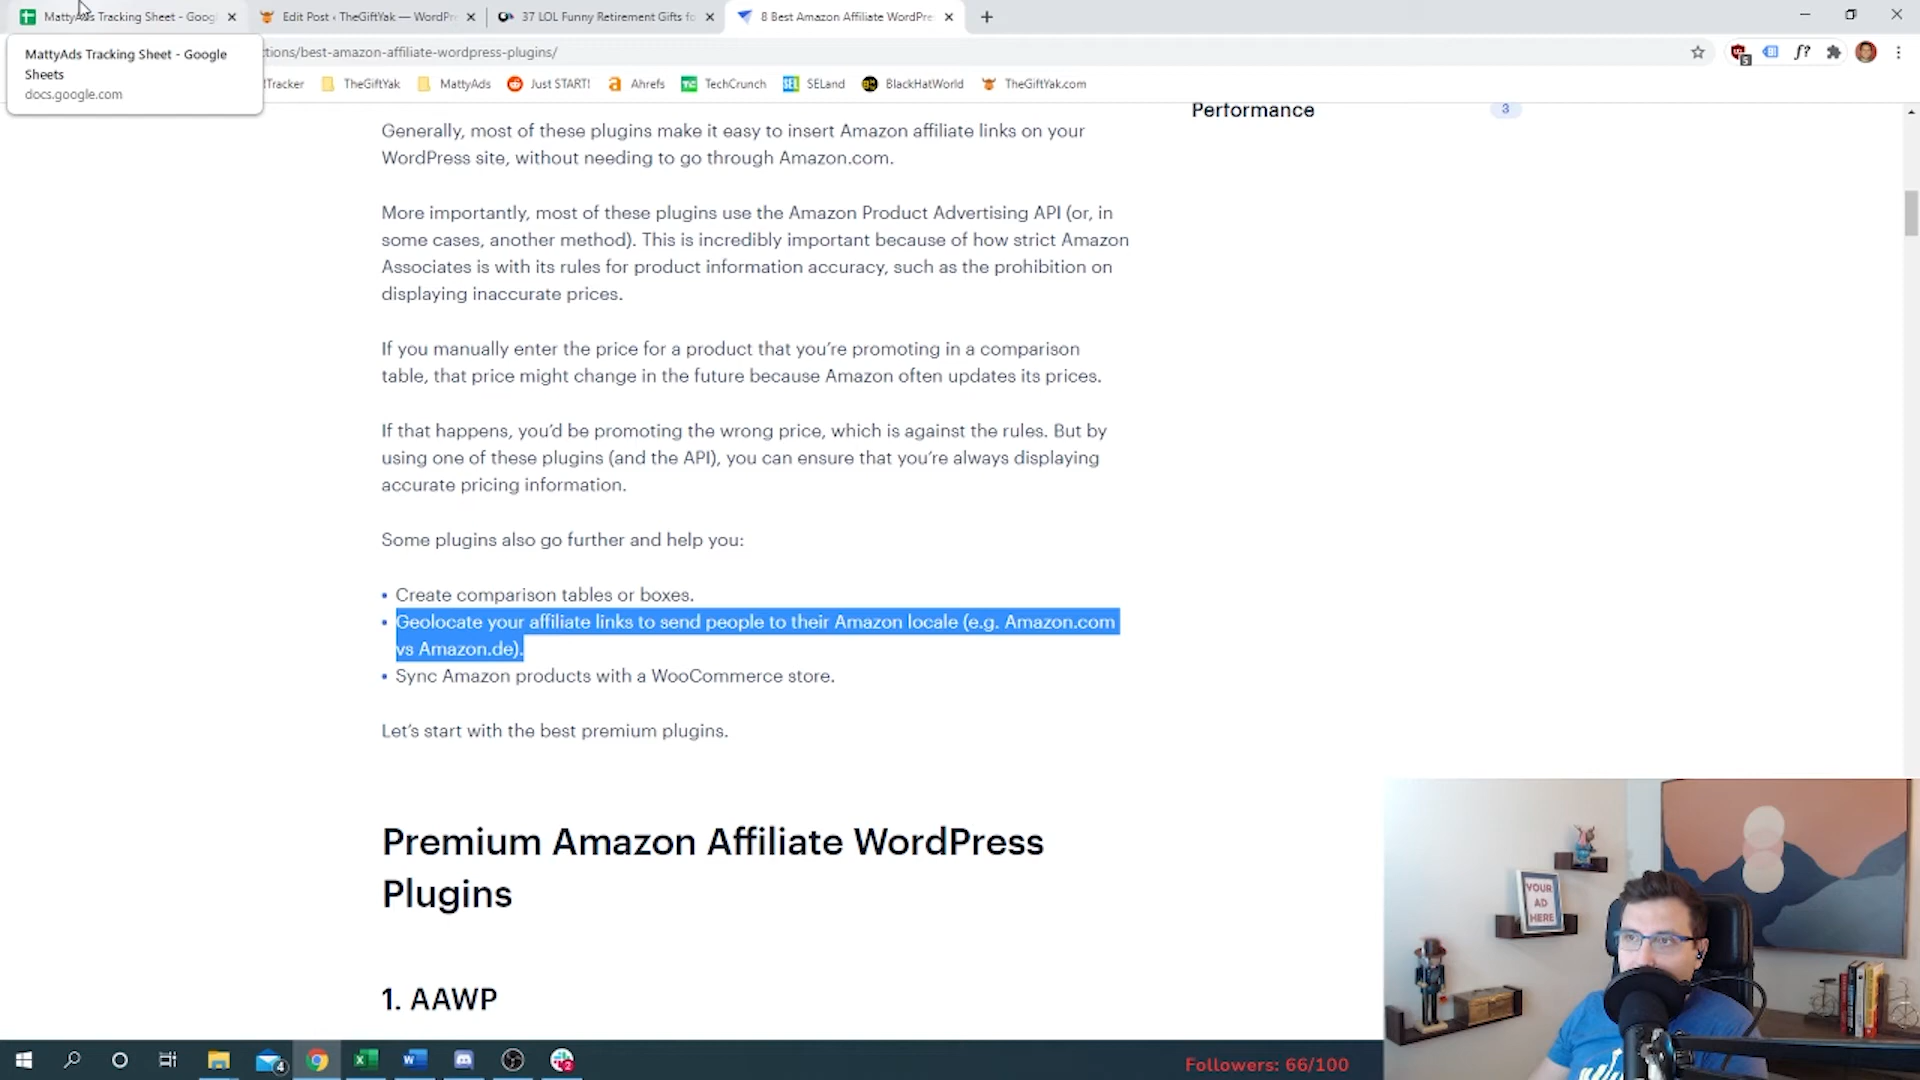 MattyAds Tracking Sheet - Goog
Edit Post ‹ TheGiftYak — WordPr
37 LOL Funny Retirement Gifts fo
8 Best Amazon Affiliate WordPre
MattyAds Tracking Sheet - Google
Sheets
docs.google.com
ctions/best-amazon-affiliate-wordpress-plugins/
5
f?
Tracker
TheGiftYak
MattyAds
Just START!
Ahrefs
TechCrunch
SELand
BlackHatWorld
TheGiftYak.com
Performance
3
Generally, most of these plugins make it easy to insert Amazon affiliate links on your
WordPress site, without needing to go through Amazon.com.
More importantly, most of these plugins use the Amazon Product Advertising API (or, in
some cases, another method). This is incredibly important because of how strict Amazon
Associates is with its rules for product information accuracy, such as the prohibition on
displaying inaccurate prices.
If you manually enter the price for a product that you’re promoting in a comparison
table, that price might change in the future because Amazon often updates its prices.
If that happens, you’d be promoting the wrong price, which is against the rules. But by
using one of these plugins (and the API), you can ensure that you’re always displaying
accurate pricing information.
Some plugins also go further and help you:
• Create comparison tables or boxes.
• Geolocate your affiliate links to send people to their Amazon locale (e.g. Amazon.com
vs Amazon.de).
• Sync Amazon products with a WooCommerce store.
Let’s start with the best premium plugins.
Premium Amazon Affiliate WordPress
Plugins
1. AAWP
YOUR
AD
HERE
4
2
Followers: 66/100